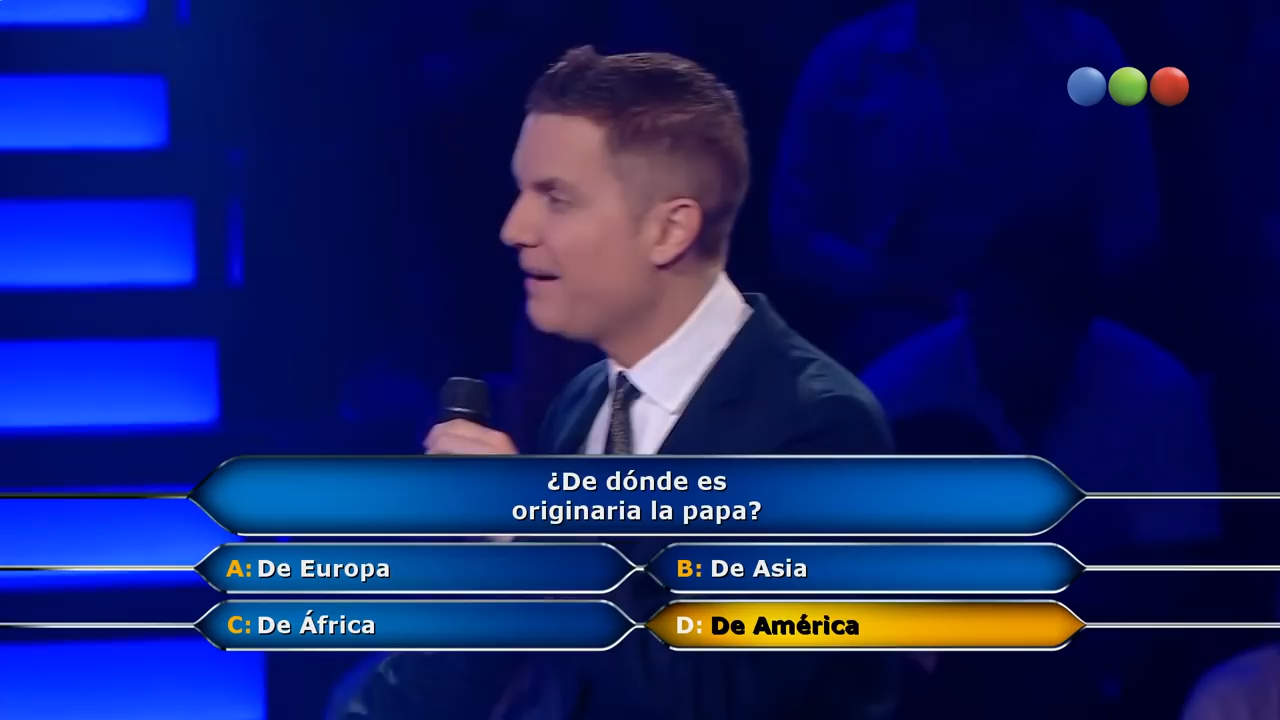 ¿De dónde es
originaria la papa?
A: De Europa
B: De Asia
C: De África
D: De América